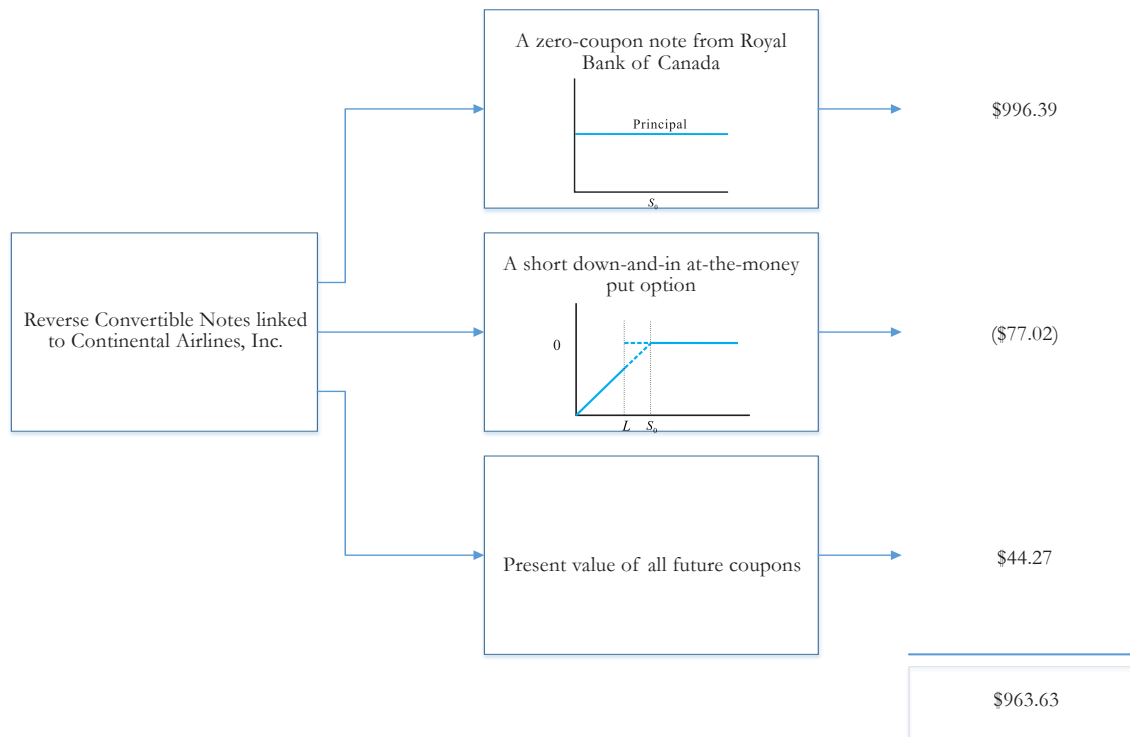 A zero-coupon note from Royal
Bank of Canada
Principal
S₀
$996.39
Reverse Convertible Notes linked
to Continental Airlines, Inc.
A short down-and-in at-the-money
put option
0
L S₀
($77.02)
Present value of all future coupons
$44.27
$963.63